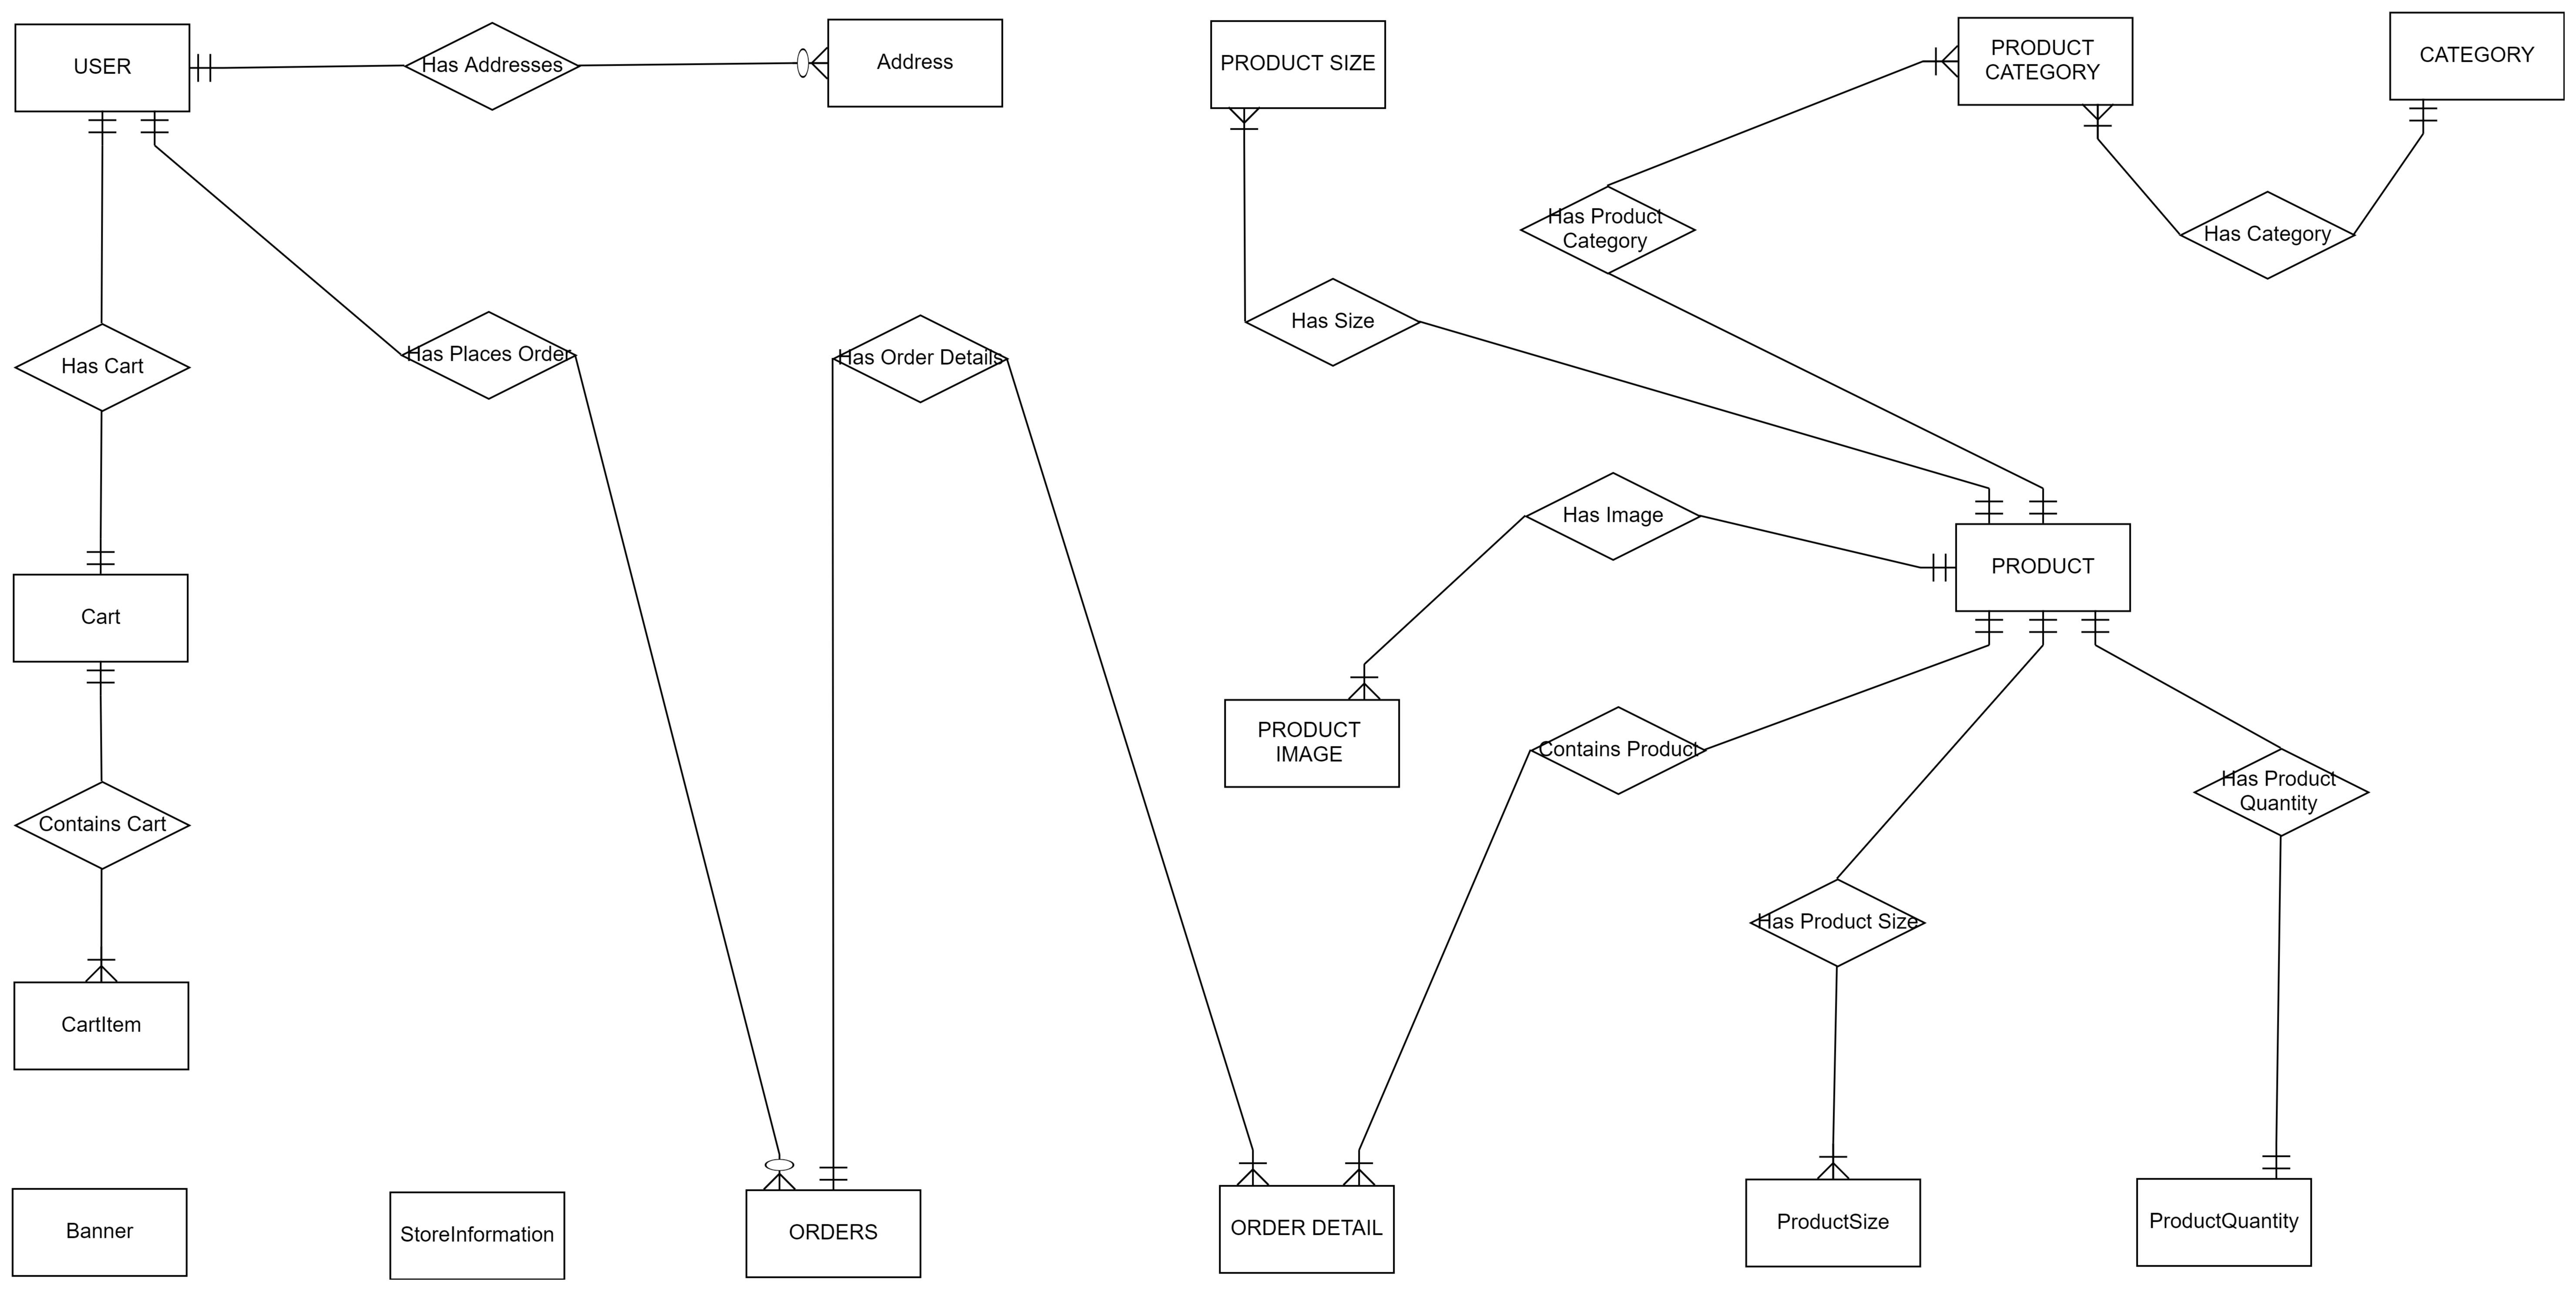 USER
Has Addresses
Address
PRODUCT SIZE
PRODUCT
CATEGORY
CATEGORY
Has Product
Category
Has Category
Has Size
Has Cart
Has Places Order
Has Order Details
Has Image
PRODUCT
Cart
PRODUCT
IMAGE
Contains Product
Has Product
Quantity
Contains Cart
Has Product Size
CartItem
Banner
StoreInformation
ORDERS
ORDER DETAIL
ProductSize
ProductQuantity